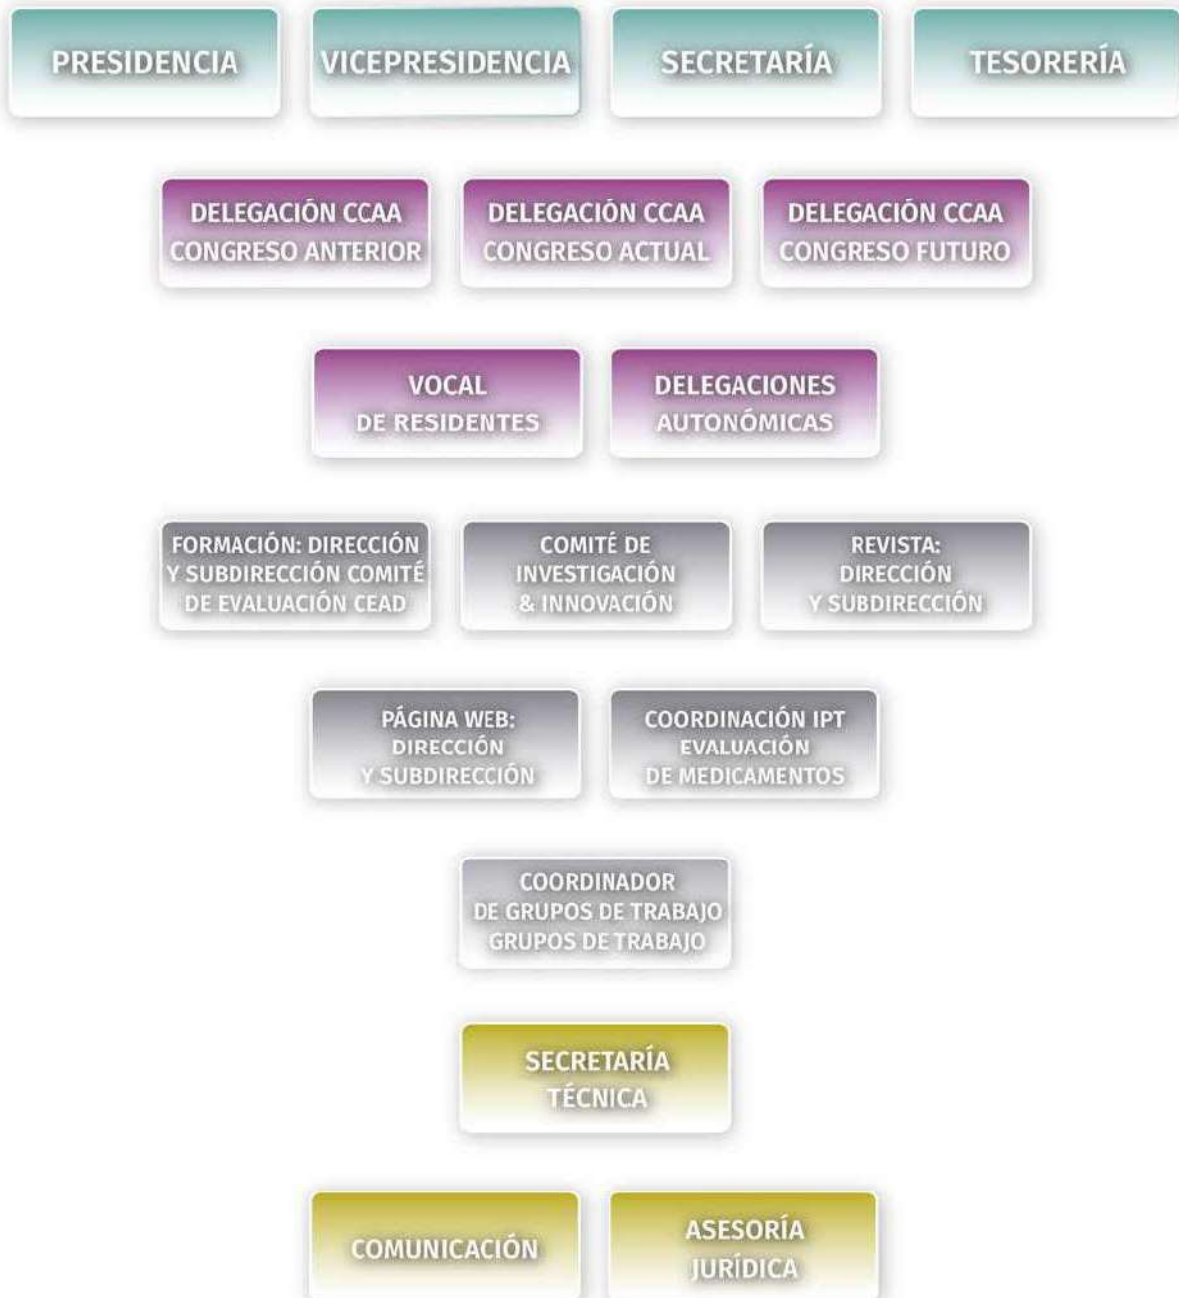 PRESIDENCIA
VICEPRESIDENCIA
SECRETARÍA
TESORERÍA
DELEGACIÓN CCAA
CONGRESO ANTERIOR
DELEGACIÓN CCAA
CONGRESO ACTUAL
DELEGACIÓN CCAA
CONGRESO FUTURO
VOCAL
DE RESIDENTES
DELEGACIONES
AUTONÓMICAS
FORMACIÓN: DIRECCIÓN
Y SUBDIRECCIÓN COMITÉ
DE EVALUACIÓN CEAD
COMITÉ DE
INVESTIGACIÓN
& INNOVACIÓN
REVISTA:
DIRECCIÓN
Y SUBDIRECCIÓN
PÁGINA WEB:
DIRECCIÓN
Y SUBDIRECCIÓN
COORDINACIÓN IPT
EVALUACIÓN
DE MEDICAMENTOS
COORDINADOR
DE GRUPOS DE TRABAJO
GRUPOS DE TRABAJO
SECRETARÍA
TÉCNICA
COMUNICACIÓN
ASESORÍA
JURÍDICA